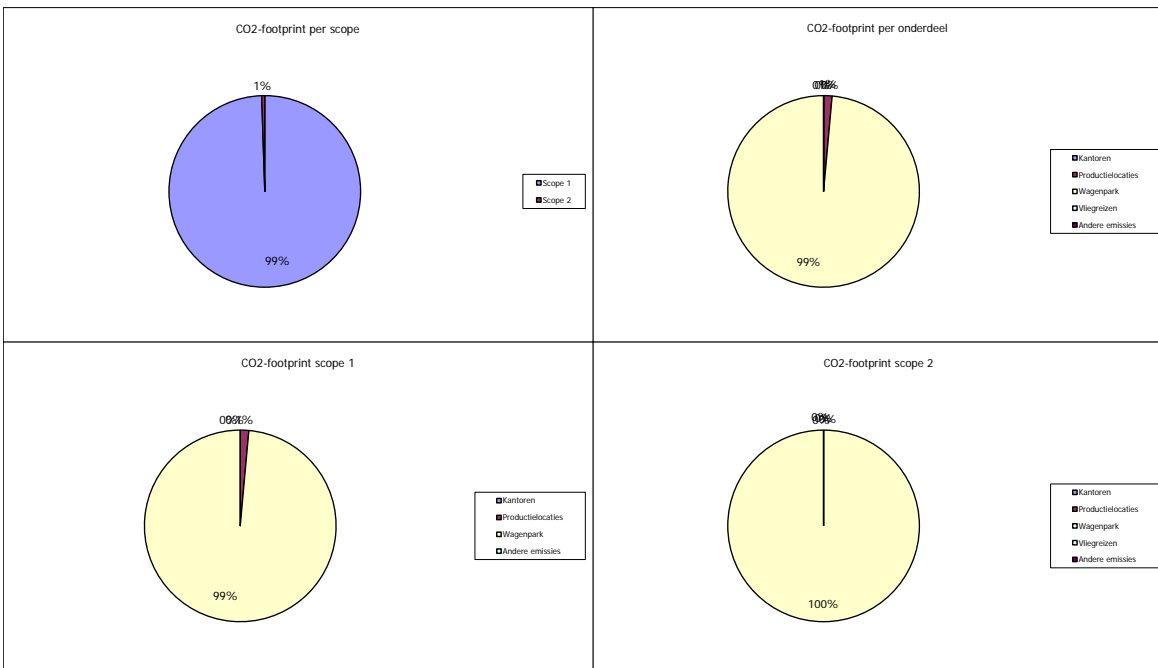 CO2-footprint per scope
1%
99%
Scope 1
Scope 2
CO2-footprint per onderdeel
99%
Kantoren
Productielocaties
Wagenpark
Vliegreizen
Andere emissies
CO2-footprint scope 1
99%
Kantoren
Productielocaties
Wagenpark
Andere emissies
CO2-footprint scope 2
100%
Kantoren
Productielocaties
Wagenpark
Vliegreizen
Andere emissies